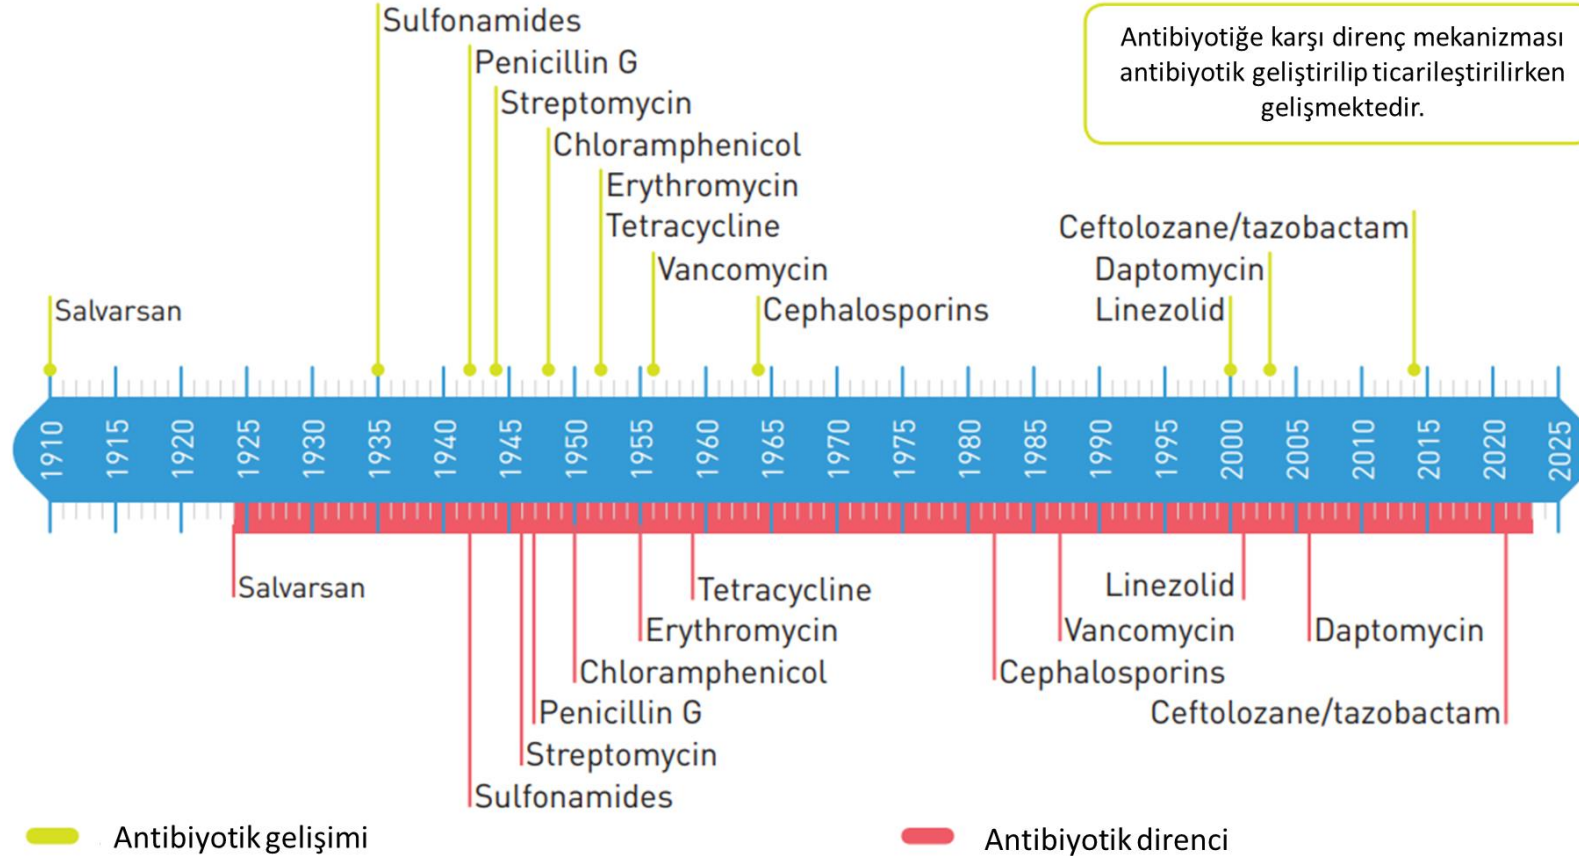 Sulfonamides
Penicillin G
Streptomycin
Chloramphenicol
Erythromycin
Tetracycline
Vancomycin
Cephalosporins
Salvarsan
Antibiyotiğe karşı direnç mekanizması
antibiyotik geliştirilip ticarileştirilirken
gelişmektedir.
Ceftolozane/tazobactam
Daptomycin
Linezolid
1910
1915
1920
1925
1930
1935
1940
1945
1950
1955
1960
1965
1970
1975
1980
1985
1990
1995
2000
2005
2010
2015
2020
2025
Salvarsan
Tetracycline
Erythromycin
Chloramphenicol
Penicillin G
Streptomycin
Sulfonamides
Linezolid
Vancomycin
Cephalosporins
Daptomycin
Ceftolozane/tazobactam
Antibiyotik gelişimi
Antibiyotik direnci